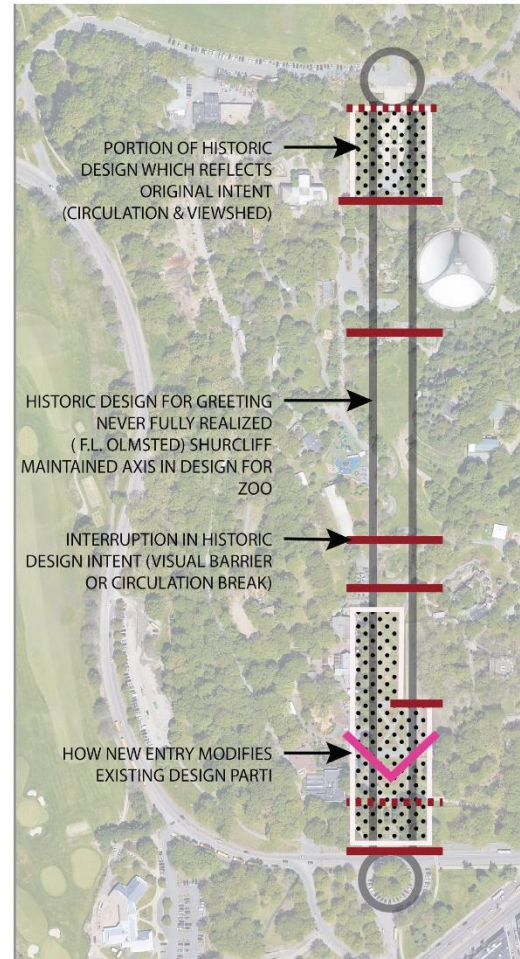 PORTION OF HISTORIC
DESIGN WHICH REFLECTS
ORIGINAL INTENT
(CIRCULATION & VIEWSHED)
HISTORIC DESIGN FOR GREETING
NEVER FULLY REALIZED
( F.L. OLMSTED) SHURCLIFF
MAINTAINED AXIS IN DESIGN FOR
ZOO
INTERRUPTION IN HISTORIC
DESIGN INTENT (VISUAL BARRIER
OR CIRCULATION BREAK)
HOW NEW ENTRY MODIFIES
EXISTING DESIGN PARTI